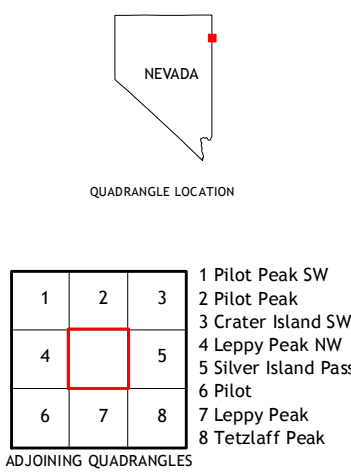 NEVADA
QUADRANGLE LOCATION
1 2 3
4 5
6 7 8
1 Pilot Peak SW
2 Pilot Peak
3 Crater Island SW
4 Leppy Peak NW
5 Silver Island Pass
6 Pilot
7 Leppy Peak
8 Tetzlaff Peak
ADJOINING QUADRANGLES